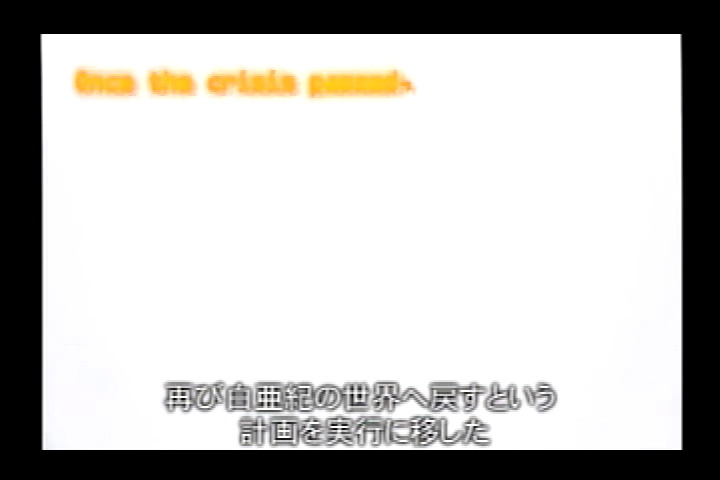 Once the crisis passed,
再び白亜紀の世界へ戻すという
計画を実行に移した